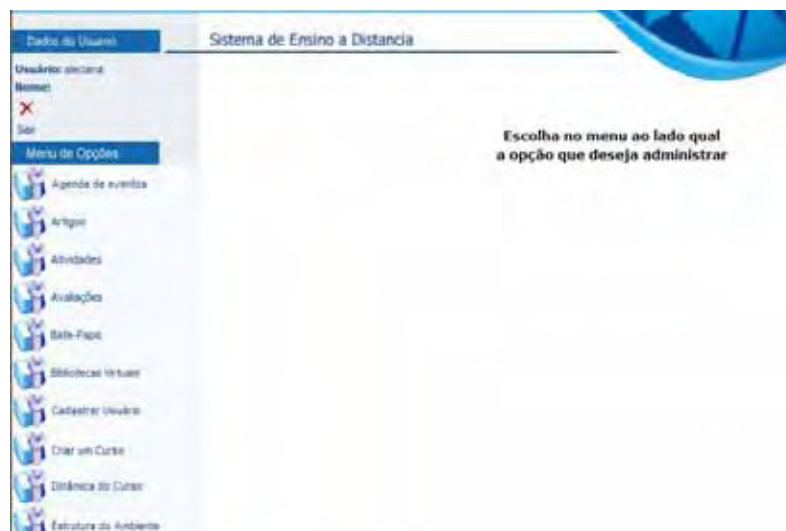 Dados do Usuario
Sistema de Ensino a Distancia
Usuário:
Nome:
Sair
Escolha no menu ao lado qual
a opção que deseja administrar
Menu de Opções
Agenda de eventos
Artigos
Atividades
Avaliações
Bate-Papo
Bibliotecas Virtuais
Cadastrar Usuário
Criar um Curso
Dinâmica do Curso
Estrutura do Ambiente